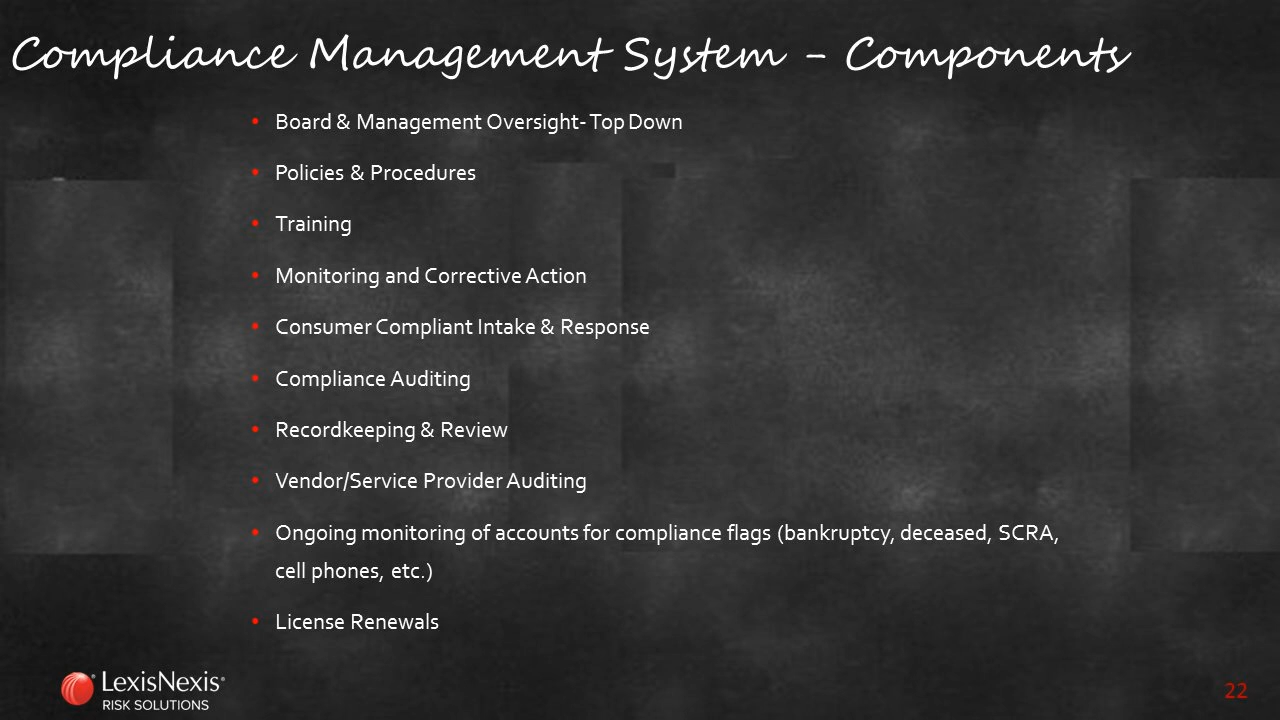 Compliance Management System - Components
• Board & Management Oversight- Top Down
• Policies & Procedures
• Training
• Monitoring and Corrective Action
• Consumer Compliant Intake & Response
• Compliance Auditing
• Recordkeeping & Review
• Vendor/Service Provider Auditing
• Ongoing monitoring of accounts for compliance flags (bankruptcy, deceased, SCRA,
cell phones, etc.)
• License Renewals
LexisNexis®
RISK SOLUTIONS
22